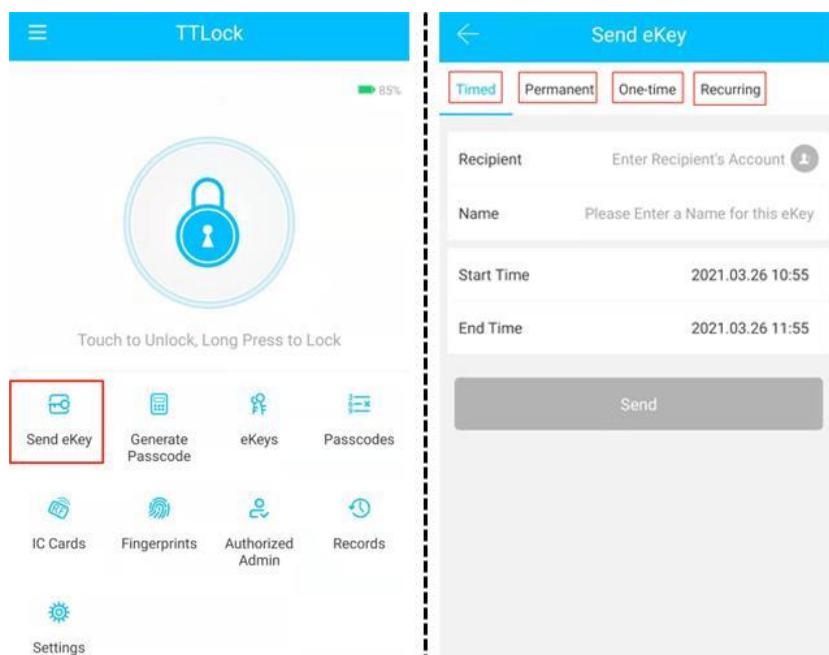 TTLock
85%
Touch to Unlock, Long Press to Lock
Send eKey
Generate
Passcode
eKeys
Passcodes
IC Cards
Fingerprints
Authorized
Admin
Records
Settings
Send eKey
Timed
Permanent
One-time
Recurring
Recipient
Enter Recipient's Account
Name
Please Enter a Name for this eKey
Start Time
2021.03.26 10:55
End Time
2021.03.26 11:55
Send